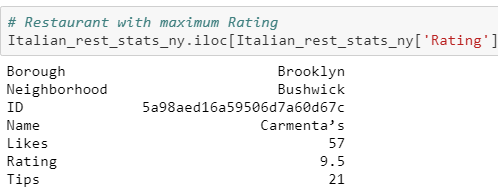 # Restaurant with maximum Rating
Italian_rest_stats_ny.iloc[Italian_rest_stats_ny['Rating']
Borough Brooklyn
Neighborhood Bushwick
ID 5a98aed16a59506d7a60d67c
Name Carmenta’s
Likes 57
Rating 9.5
Tips 21